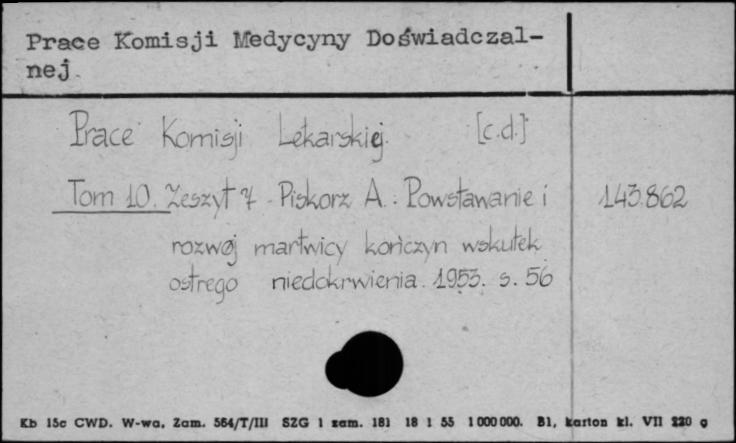 Prace Komisji Medycyny Doświadczal-
nej.
Prace Komisji Lekarskiej. [c.d.]
Tom 10. Zeszyt 7. Piskorz A.: Powstawanie i 143.862
rozwój martwicy kończyn wskutek
ostrego niedokrwienia. 1953. s. 56
Kb 15c CWD. W-wa, Zam. 564/T/III SZG 1 zam. 181 18 1 55 1 000 000. B1, karton kl. VII 220 g